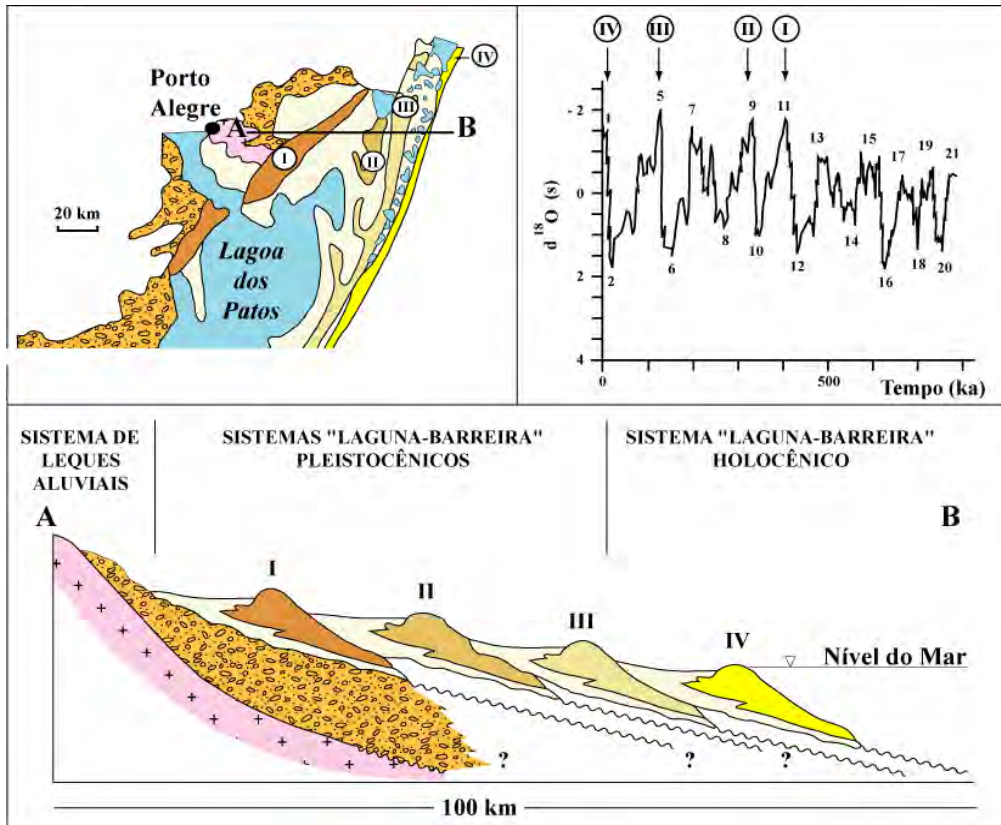 Porto
Alegre
A
B
I
II
III
IV
20 km
Lagoa
dos
Patos
IV
III
II
I
d 18 O (s)
-2
0
2
4
1
5
7
9
11
13
15
17
19
21
2
6
8
10
12
14
16
18
20
0
500
Tempo (ka)
SISTEMA DE
LEQUES
ALUVIAIS
SISTEMAS "LAGUNA-BARREIRA"
PLEISTOCÊNICOS
SISTEMA "LAGUNA-BARREIRA"
HOLOCÊNICO
A
B
I
II
III
IV
Nível do Mar
?
?
?
100 km